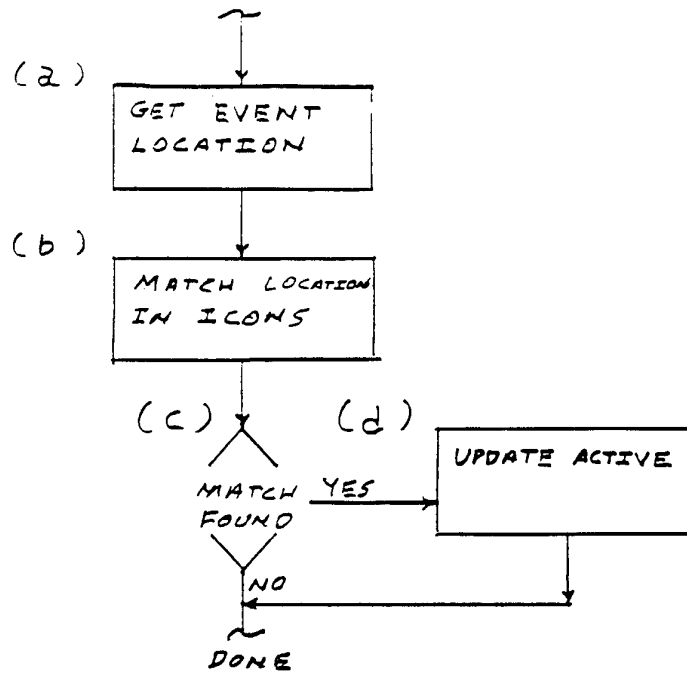 (a)
GET EVENT
LOCATION
(b)
MATCH LOCATION
IN ICONS
(c)
(d)
UPDATE ACTIVE
MATCH
FOUND
YES
NO
DONE